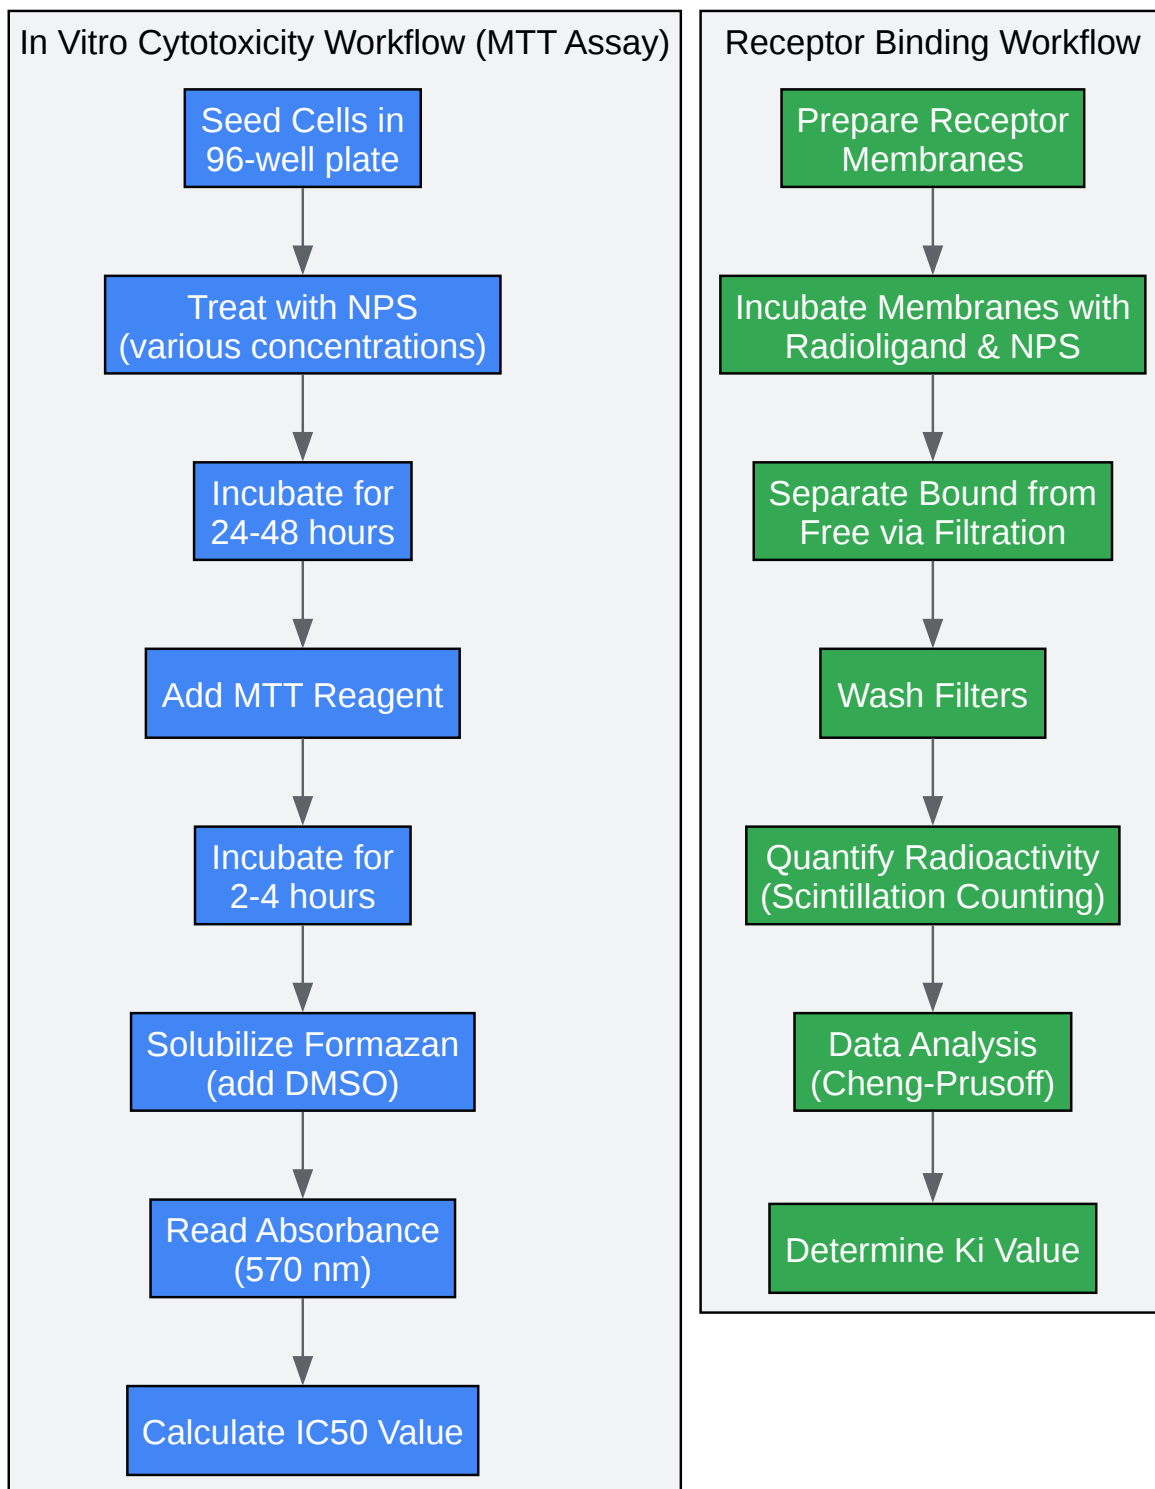 In Vitro Cytotoxicity Workflow (MTT Assay)
Seed Cells in
96-well plate
Treat with NPS
(various concentrations)
Incubate for
24-48 hours
Add MTT Reagent
Incubate for
2-4 hours
Solubilize Formazan
(add DMSO)
Read Absorbance
(570 nm)
Calculate IC50 Value
Receptor Binding Workflow
Prepare Receptor
Membranes
Incubate Membranes with
Radioligand & NPS
Separate Bound from
Free via Filtration
Wash Filters
Quantify Radioactivity
(Scintillation Counting)
Data Analysis
(Cheng-Prusoff)
Determine Ki Value